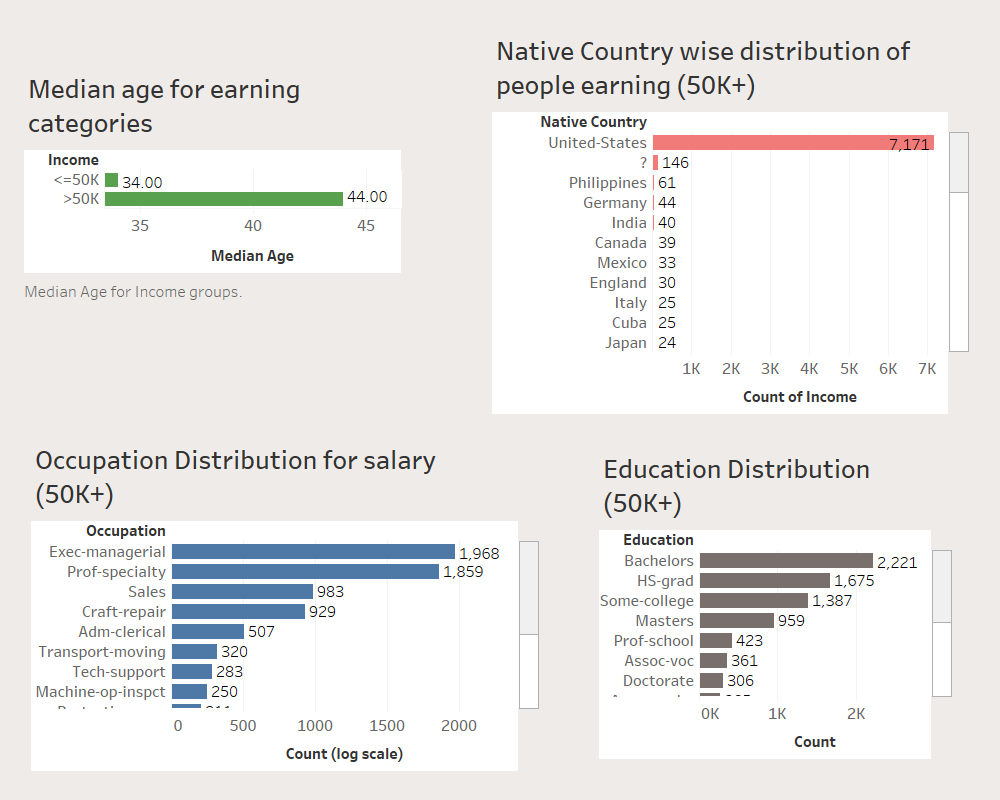 Median age for earning
categories
Income
<=50K 34.00
>50K 44.00
35 40 45
Median Age
Median Age for Income groups.
Native Country wise distribution of
people earning (50K+)
Native Country
United-States 7,171
? 146
Philippines 61
Germany 44
India 40
Canada 39
Mexico 33
England 30
Italy 25
Cuba 25
Japan 24
1K 2K 3K 4K 5K 6K 7K
Count of Income
Occupation Distribution for salary
(50K+)
Occupation
Exec-managerial 1,968
Prof-specialty 1,859
Sales 983
Craft-repair 929
Adm-clerical 507
Transport-moving 320
Tech-support 283
Machine-op-inspct 250
0 500 1000 1500 2000
Count (log scale)
Education Distribution
(50K+)
Education
Bachelors 2,221
HS-grad 1,675
Some-college 1,387
Masters 959
Prof-school 423
Assoc-voc 361
Doctorate 306
0K 1K 2K
Count